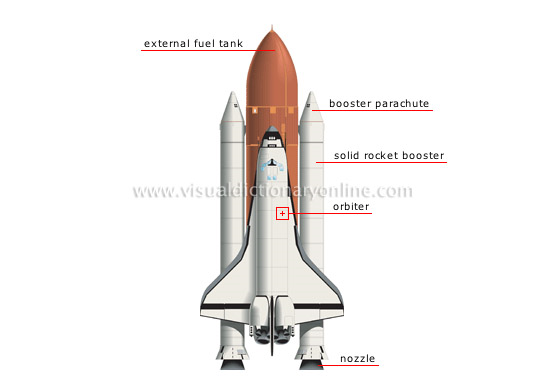 external fuel tank
booster parachute
solid rocket booster
www.visualdictionaryonline.com
orbiter
nozzle